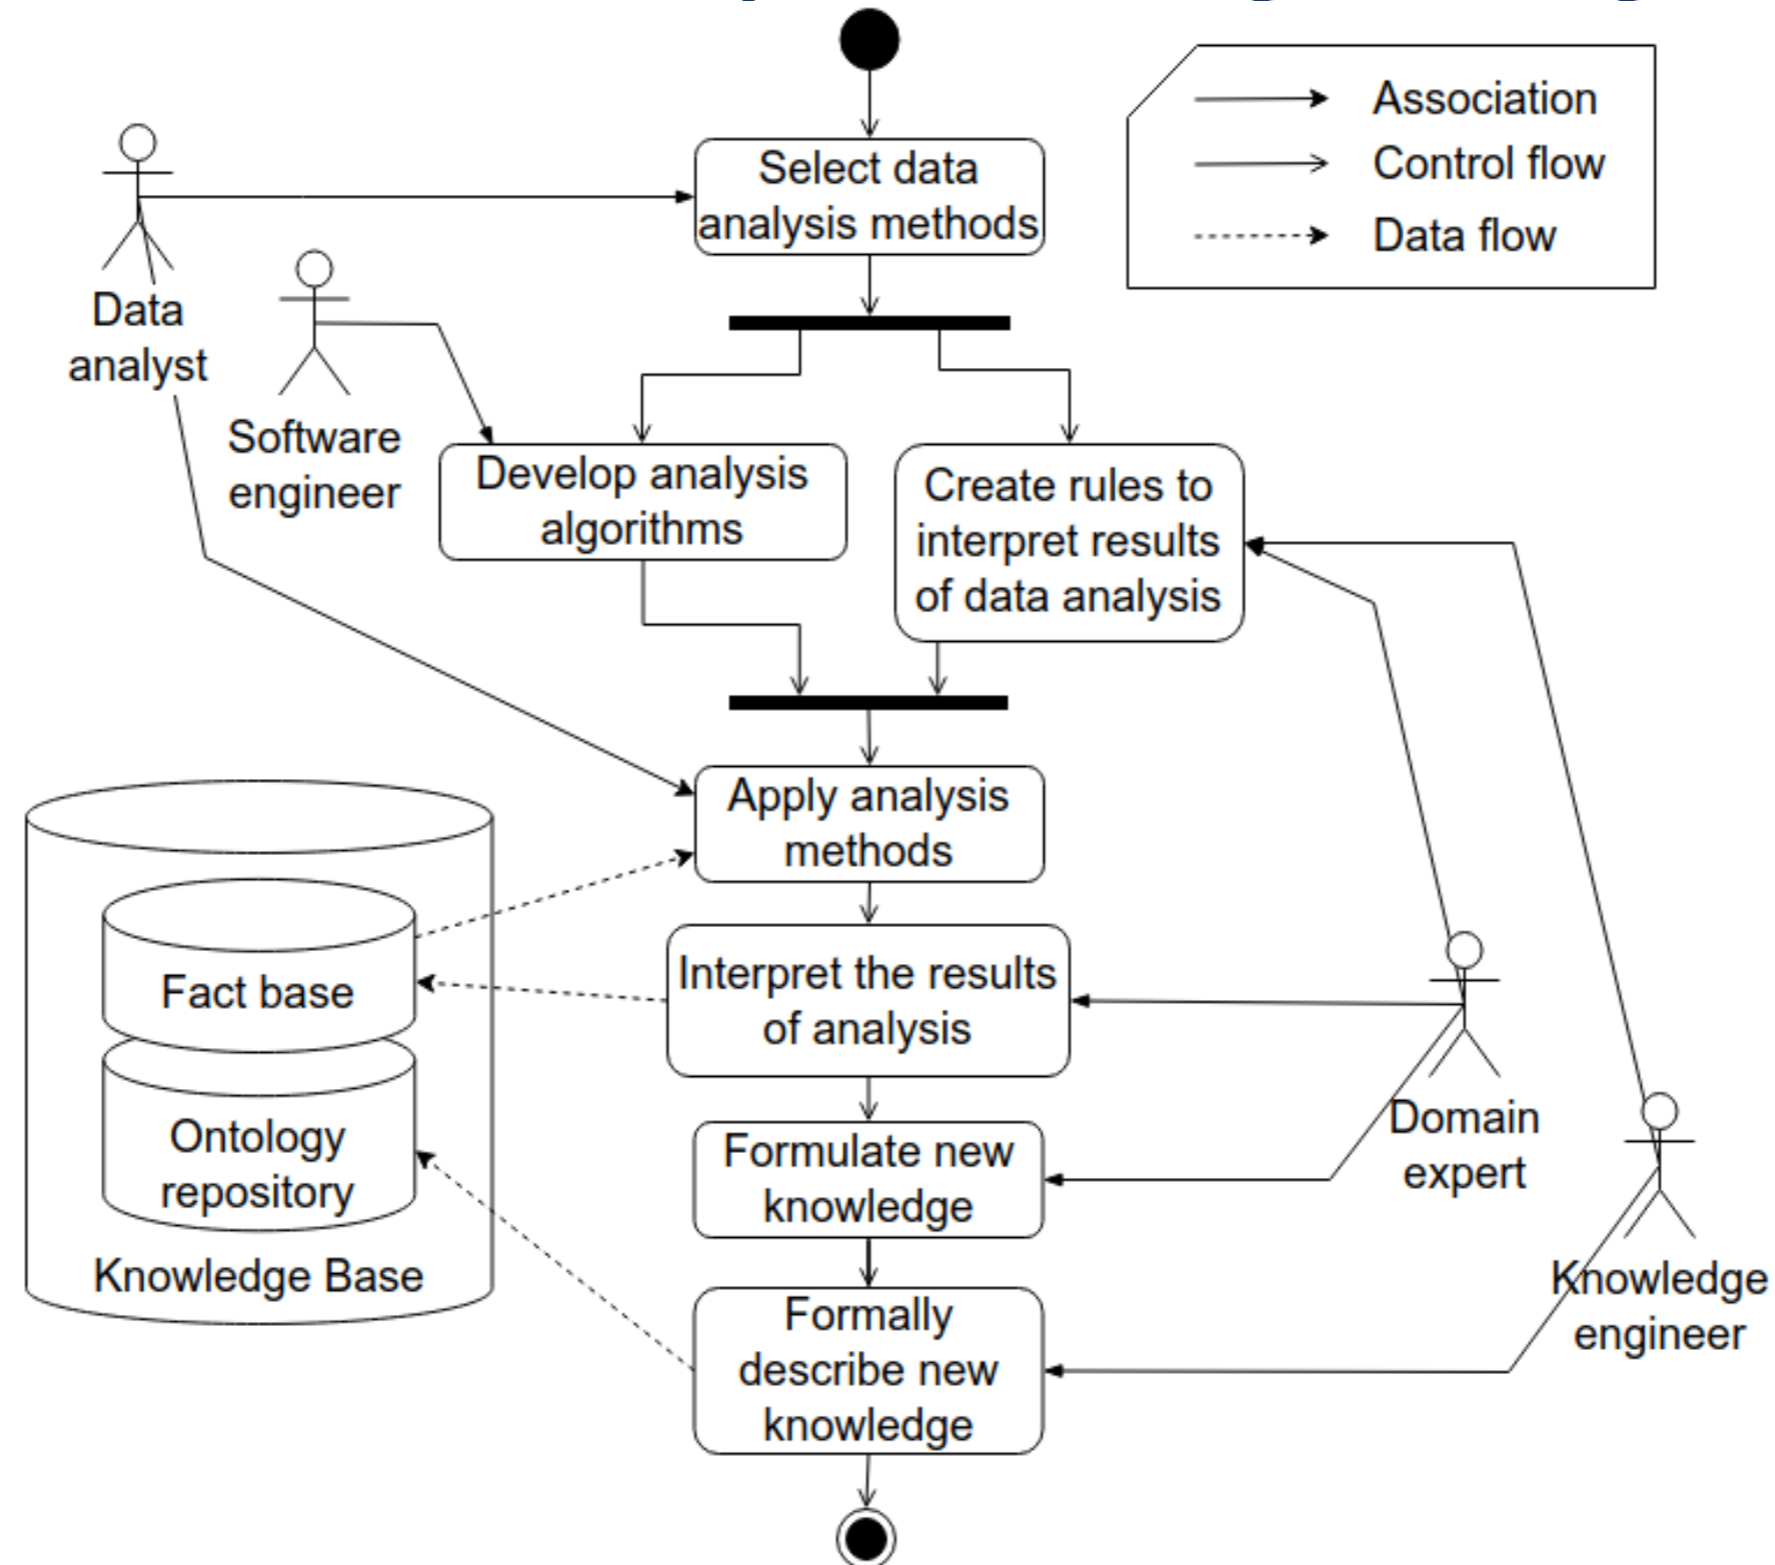 Association
Control flow
Data flow
Select data
analysis methods
Data
analyst
Software
engineer
Develop analysis
algorithms
Create rules to
interpret results
of data analysis
Apply analysis
methods
Fact base
Interpret the results
of analysis
Domain
expert
Ontology
repository
Formulate new
knowledge
Knowledge Base
Knowledge
engineer
Formally
describe new
knowledge